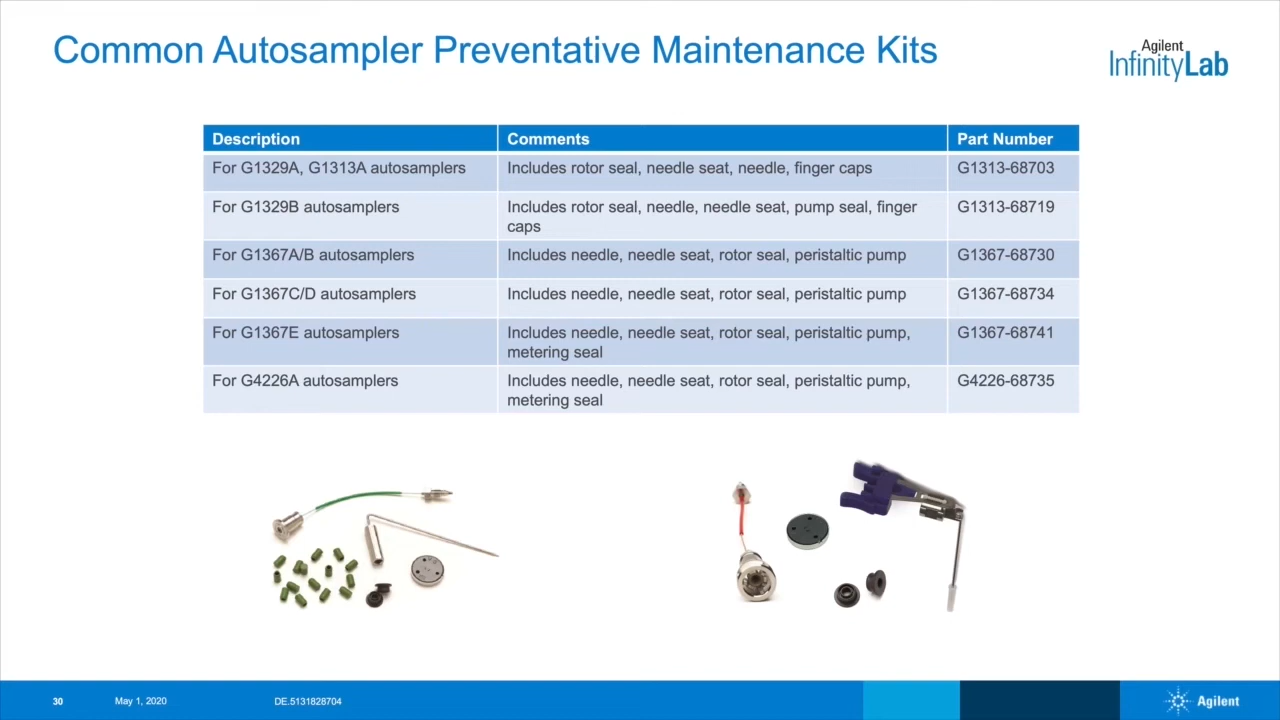 Common Autosampler Preventative Maintenance Kits
Agilent
InfinityLab
Description Comments Part Number
For G1329A, G1313A autosamplers Includes rotor seal, needle seat, needle, finger caps G1313-68703
For G1329B autosamplers Includes rotor seal, needle, needle seat, pump seal, finger G1313-68719
caps
For G1367A/B autosamplers Includes needle, needle seat, rotor seal, peristaltic pump G1367-68730
For G1367C/D autosamplers Includes needle, needle seat, rotor seal, peristaltic pump G1367-68734
For G1367E autosamplers Includes needle, needle seat, rotor seal, peristaltic pump, G1367-68741
metering seal
For G4226A autosamplers Includes needle, needle seat, rotor seal, peristaltic pump, G4226-68735
metering seal
30 May 1, 2020 DE.5131828704 Agilent